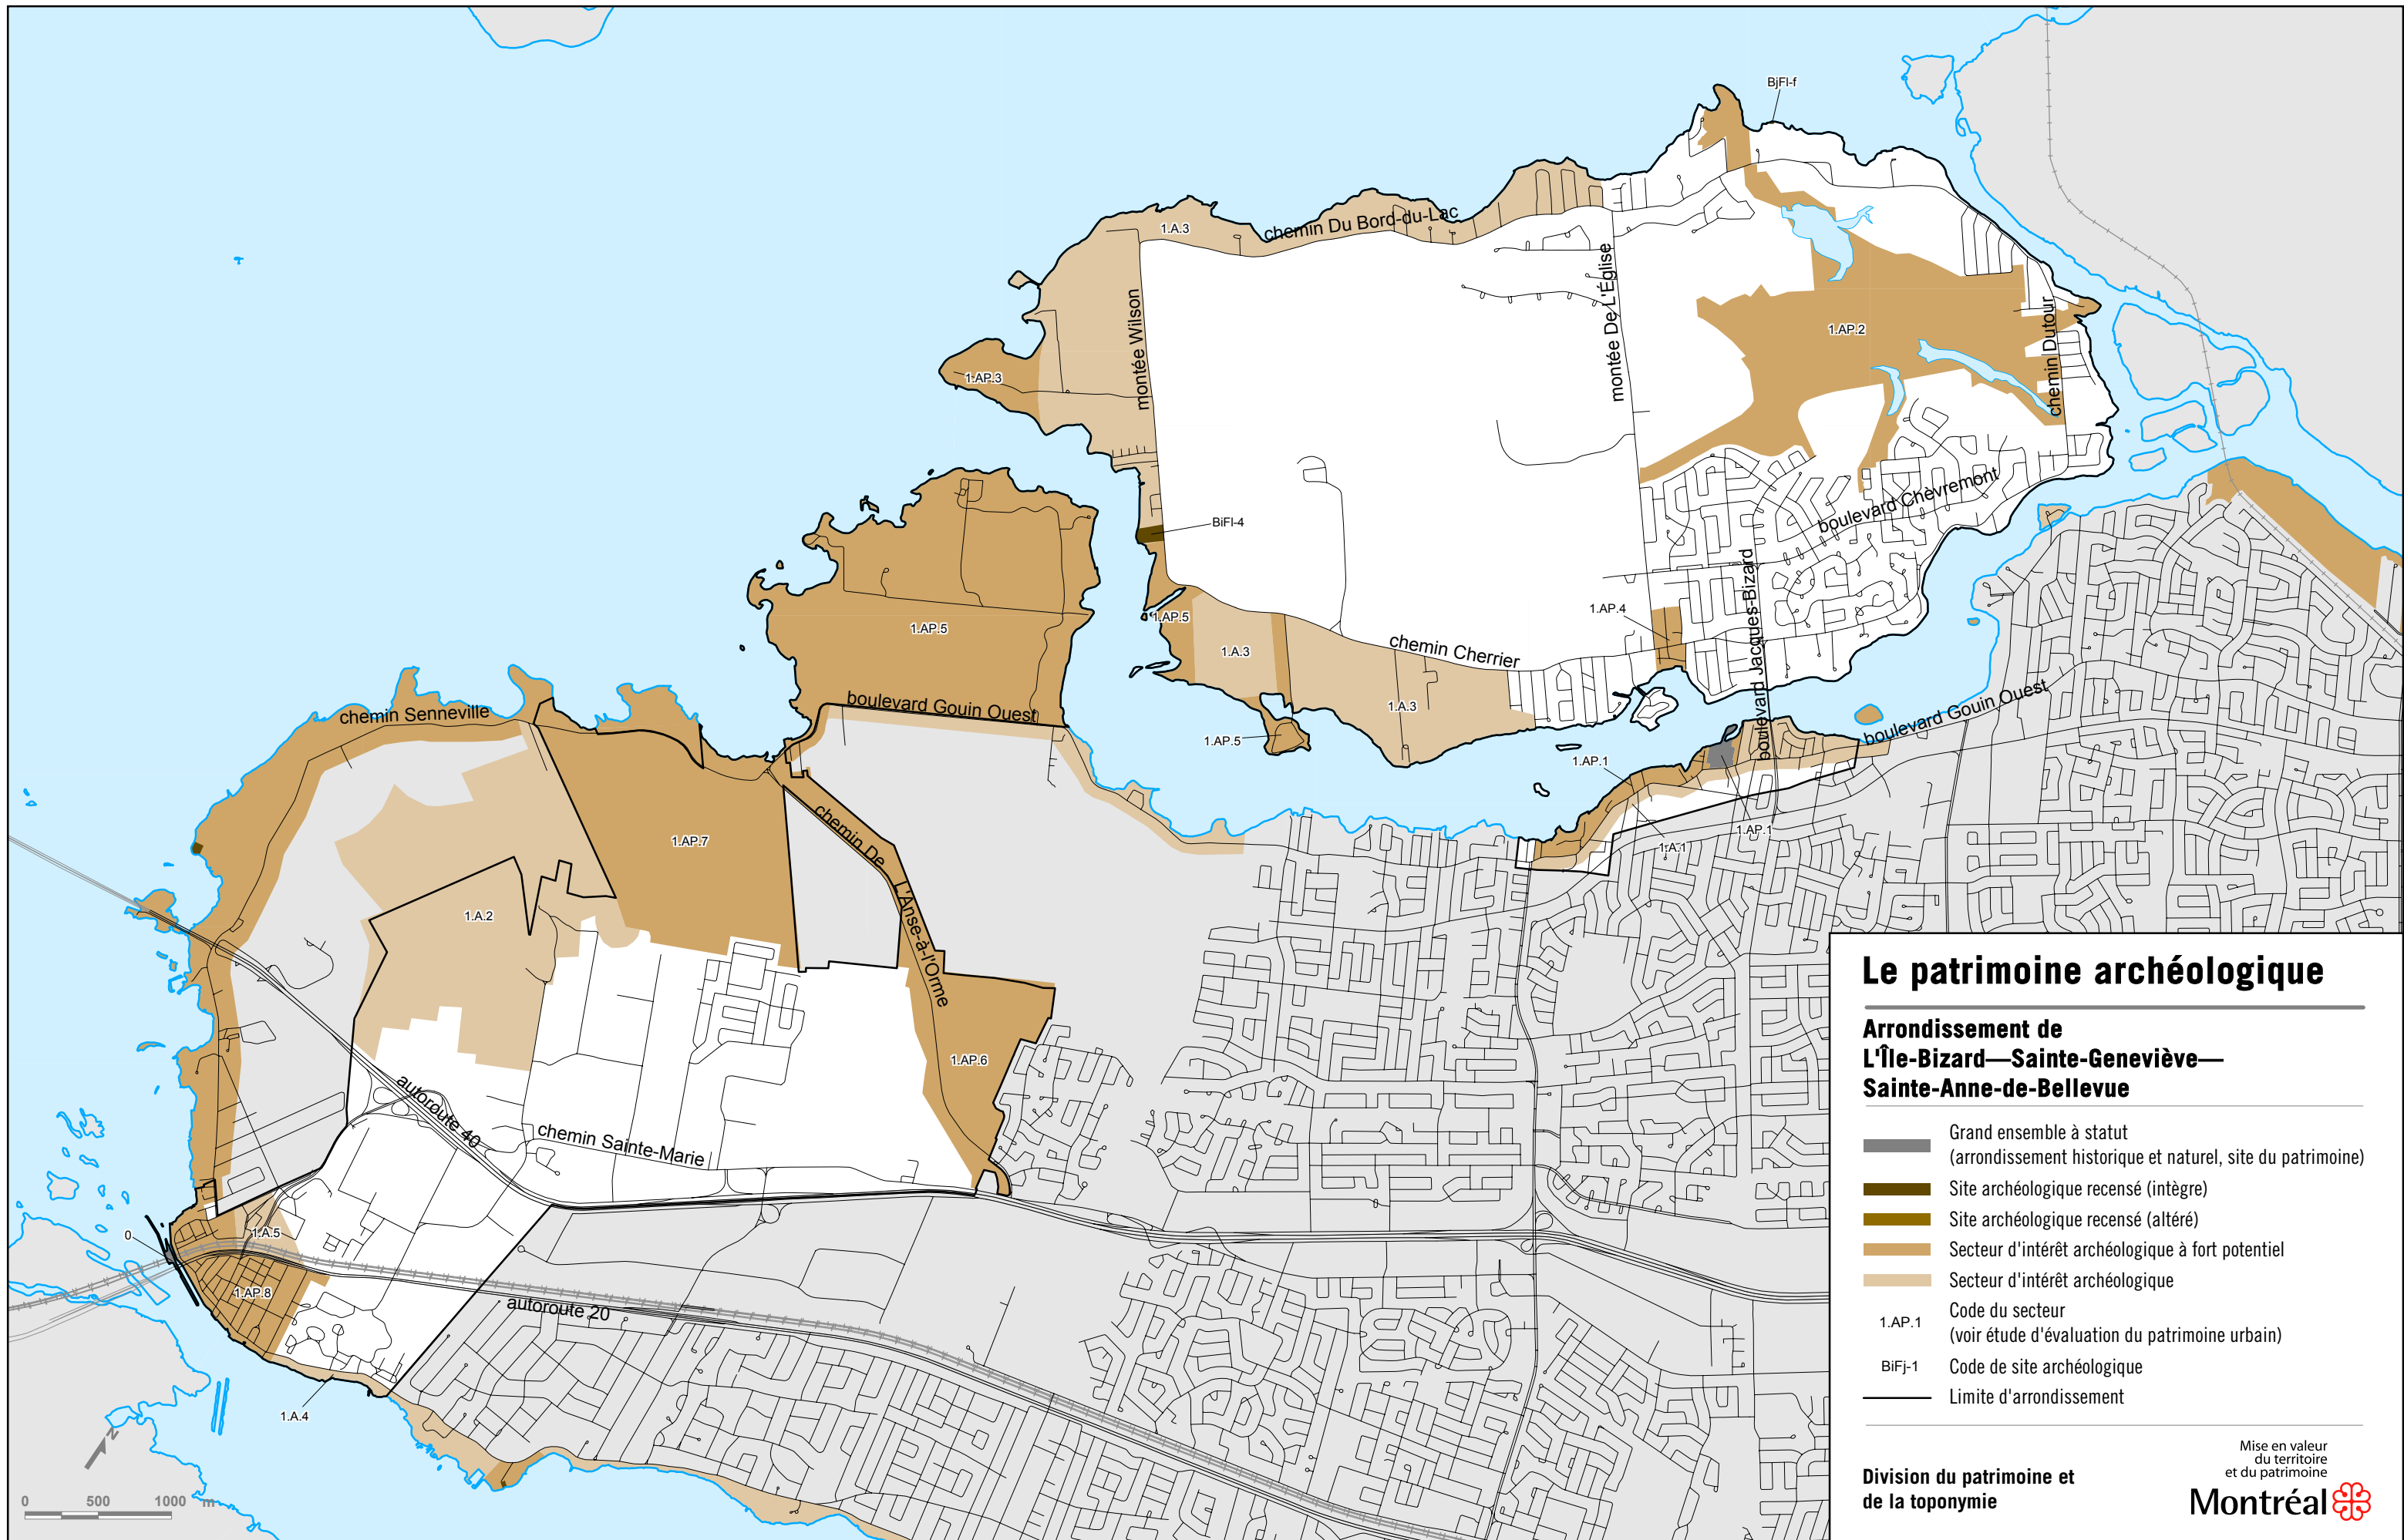 BjFl-f
1.A.3
chemin Du Bord-du-Lac
montée Wilson
montée De L'Église
1.AP.2
chemin Dutour
1.AP.3
boulevard Chèvremont
BiFl-4
1.AP.5
1.AP.5
1.AP.4
boulevard Jacques-Bizard
1.A.3
chemin Cherrier
chemin Senneville
boulevard Gouin Ouest
1.A.3
1.AP.5
boulevard Gouin Ouest
1.AP.1
1.AP.7
chemin De
L'Anse-à-l'Orme
1.AP.1
1.A.1
1.A.2
1.AP.6
autoroute 40
chemin Sainte-Marie
0
1.A.5
1.AP.8
autoroute 20
1.A.4
N
0 500 1000 m
Le patrimoine archéologique
Arrondissement de
L'Île-Bizard—Sainte-Geneviève—
Sainte-Anne-de-Bellevue
Grand ensemble à statut
(arrondissement historique et naturel, site du patrimoine)
Site archéologique recensé (intègre)
Site archéologique recensé (altéré)
Secteur d'intérêt archéologique à fort potentiel
Secteur d'intérêt archéologique
1.AP.1 Code du secteur
(voir étude d'évaluation du patrimoine urbain)
BiFj-1 Code de site archéologique
Limite d'arrondissement
Division du patrimoine et
de la toponymie
Mise en valeur
du territoire
et du patrimoine
Montréal